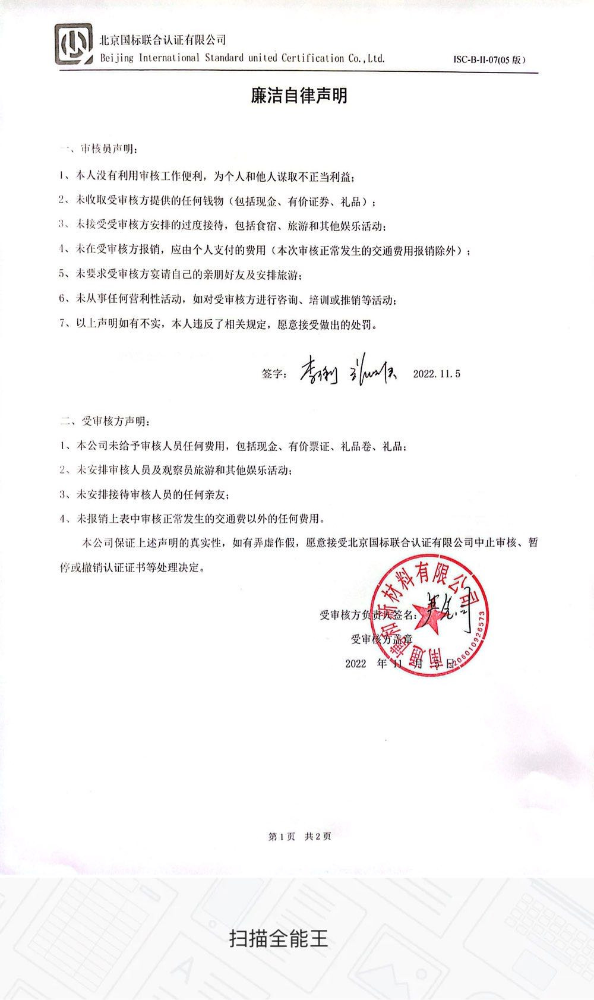 北京国标联合认证有限公司
Beijing International Standard united Certification Co.,Ltd.
ISC-B-II-07(05 版)
廉洁自律声明
一、审核员声明:
1、本人没有利用审核工作便利，为个人和他人谋取不正当利益;
2、未收取受审核方提供的任何钱物（包括现金、有价证券、礼品）;
3、未接受受审核方安排的过度接待，包括食宿、旅游和其他娱乐活动;
4、未在受审核方报销，应由个人支付的费用（本次审核正常发生的交通费用报销除外）;
5、未要求受审核方宴请自己的亲朋好友及安排旅游;
6、未从事任何营利性活动，如对受审核方进行咨询、培训或推销等活动;
7、以上声明如有不实，本人违反了相关规定，愿意接受做出的处罚。
签字: 李俐 2022.11.5
二、受审核方声明:
1、本公司未给予审核人员任何费用，包括现金、有价票证、礼品卷、礼品;
2、未安排审核人员及观察员旅游和其他娱乐活动;
3、未安排接待审核人员的任何亲友;
4、未报销上表中审核正常发生的交通费以外的任何费用。
本公司保证上述声明的真实性，如有弄虚作假，愿意接受北京国标联合认证有限公司中止审核、暂
停或撤销认证证书等处理决定。
受审核方负责人签名:
受审核方盖章
2022 年 11 月 5 日
新材料有限公司
第 1 页 共 2 页
扫描全能王